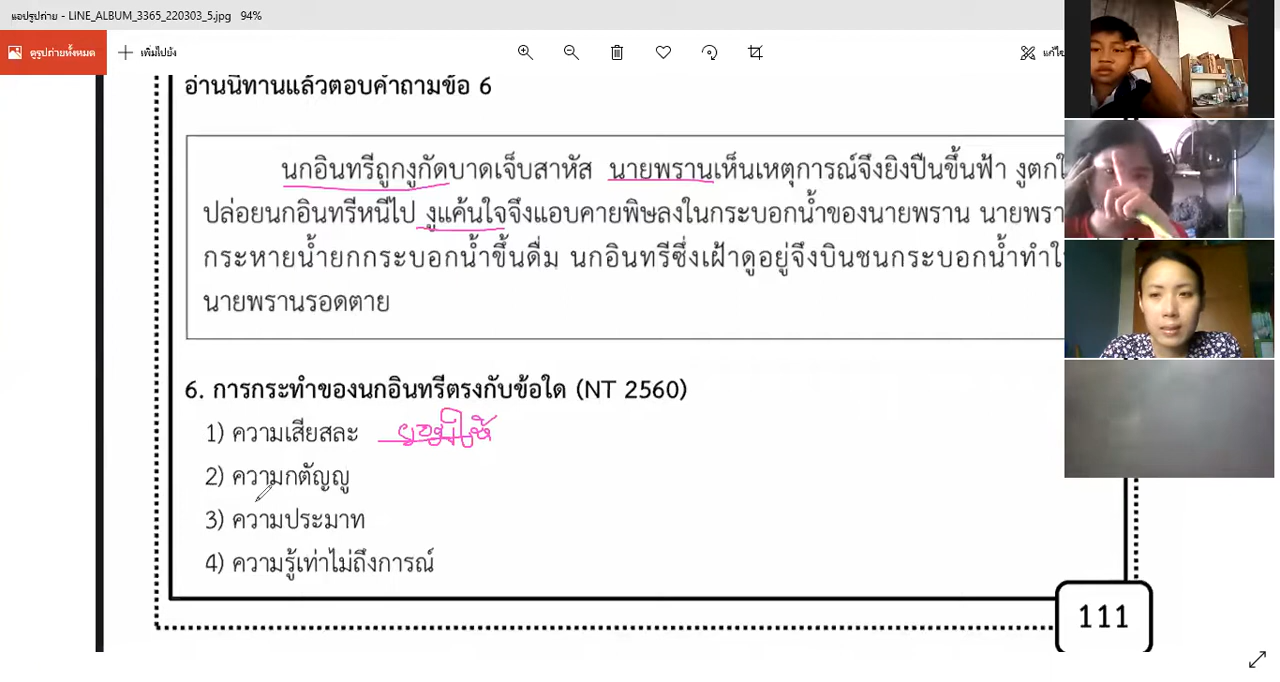 แอปรูปถ่าย - LINE_ALBUM_3365_220303_5.jpg 94%
ดูรูปถ่ายทั้งหมด
เพิ่มไปยัง
อ่านนิทานแล้วตอบคำถามข้อ 6
นกอินทรีถูกงูกัดบาดเจ็บสาหัส นายพรานเห็นเหตุการณ์จึงยิงปืนขึ้นฟ้า งู
ปล่อยนกอินทรีหนีไป งูแค้นใจจึงแอบคายพิษลงในกระบอกน้ำของนายพราน
กระหายน้ำยกกระบอกน้ำขึ้นดื่ม นกอินทรีซึ่งเฝ้าดูอยู่จึงบินชนกระบอกน้ำ
นายพรานรอดตาย
6. การกระทำของนกอินทรีตรงกับข้อใด (NT 2560)
1) ความเสียสละ ยอมให้
2) ความกตัญญู
3) ความประมาท
4) ความรู้เท่าไม่ถึงการณ์
111